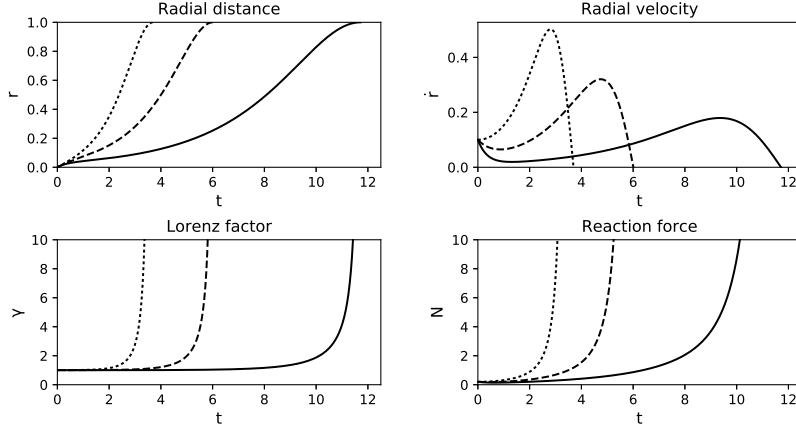 Radial distance
1.0
0.8
0.6
0.4
0.2
0.0
r
0 2 4 6 8 10 12
t
Radial velocity
0.4
0.2
0.0
ṙ
0 2 4 6 8 10 12
t
Lorenz factor
10
8
6
4
2
0
γ
0 2 4 6 8 10 12
t
Reaction force
10
8
6
4
2
0
N
0 2 4 6 8 10 12
t